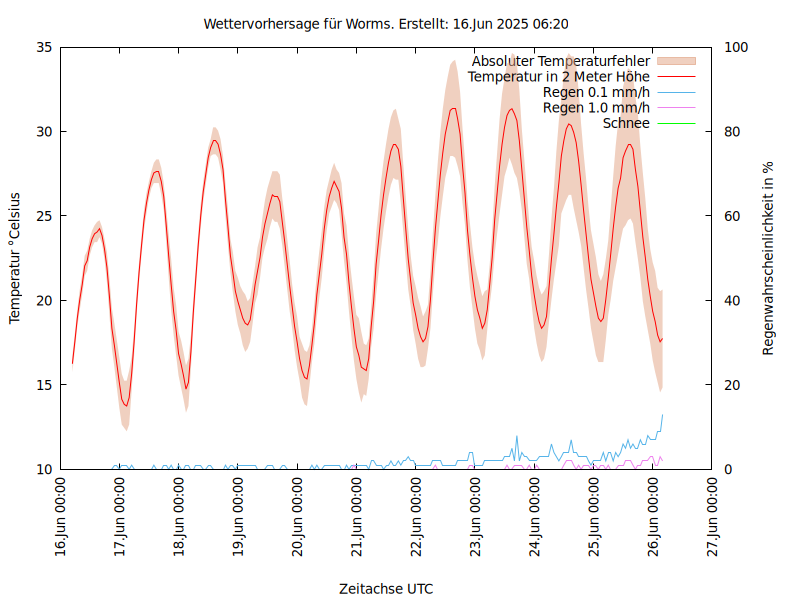 Wettervorhersage für Worms. Erstellt: 16.Jun 2025 06:20
35
30
25
20
15
10
100
80
60
40
20
0
Temperatur °Celsius
Regenwahrscheinlichkeit in %
Absoluter Temperaturfehler
Temperatur in 2 Meter Höhe
Regen 0.1 mm/h
Regen 1.0 mm/h
Schnee
16.Jun 00:00
17.Jun 00:00
18.Jun 00:00
19.Jun 00:00
20.Jun 00:00
21.Jun 00:00
22.Jun 00:00
23.Jun 00:00
24.Jun 00:00
25.Jun 00:00
26.Jun 00:00
27.Jun 00:00
Zeitachse UTC